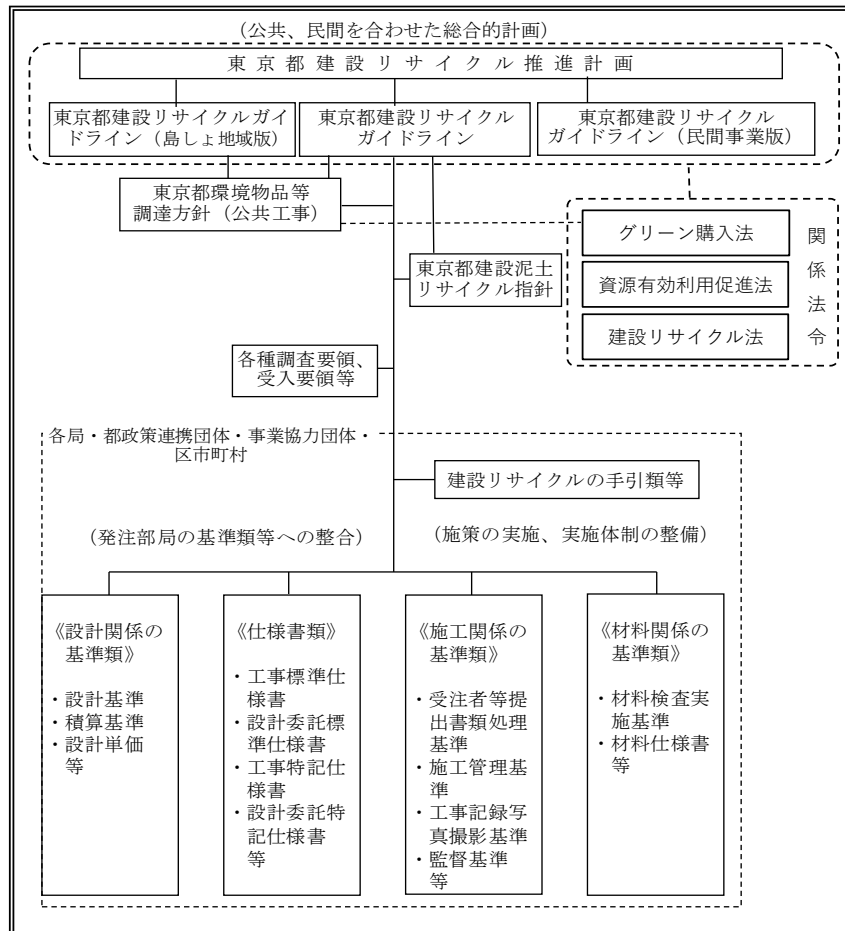 （公共、民間を合わせた総合的計画）
東京都建設リサイクル推進計画
東京都建設リサイクルガイ
ドライン（島しょ地域版）
東京都建設リサイクル
ガイドライン
東京都建設リサイクル
ガイドライン（民間事業版）
東京都環境物品等
調達方針（公共工事）
グリーン購入法
資源有効利用促進法
建設リサイクル法
関係法令
東京都建設泥土
リサイクル指針
各種調査要領、
受入要領等
各局・都政策連携団体・事業協力団体・
区市町村
建設リサイクルの手引類等
（発注部局の基準類等への整合）
（施策の実施、実施体制の整備）
《設計関係の
基準類》
・設計基準
・積算基準
・設計単価
等
《仕様書類》
・工事標準仕
様書
・設計委託標
準仕様書
・工事特記仕
様書
・設計委託特
記仕様書
等
《施工関係の
基準類》
・受注者等提
出書類処理
基準
・施工管理基
準
・工事記録写
真撮影基準
・監督基準
等
《材料関係の
基準類》
・材料検査実
施基準
・材料仕様書
等